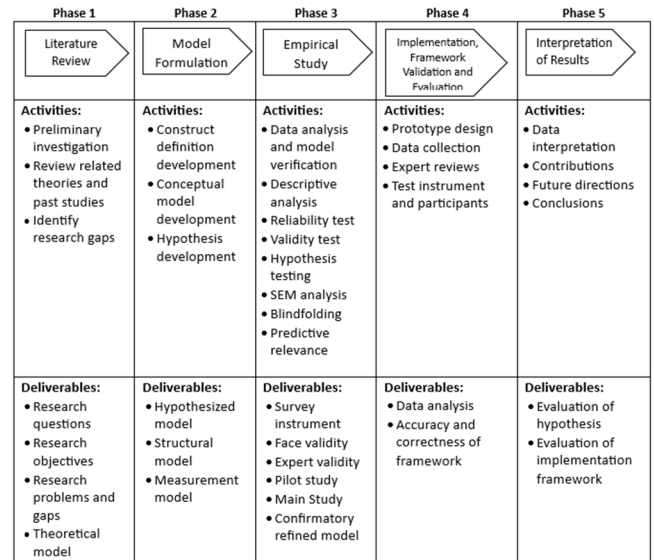 Phase 1
Phase 2
Phase 3
Phase 4
Phase 5
Literature
Review
Model
Formulation
Empirical
Study
Implementation,
Framework
Validation and
Evaluation
Interpretation
of Results
Activities:
• Preliminary
investigation
• Review related
theories and
past studies
• Identify
research gaps
Activities:
• Construct
definition
development
• Conceptual
model
development
• Hypothesis
development
Activities:
• Data analysis
and model
verification
• Descriptive
analysis
• Reliability test
• Validity test
• Hypothesis
testing
• SEM analysis
• Blindfolding
• Predictive
relevance
Activities:
• Prototype design
• Data collection
• Expert reviews
• Test instrument
and participants
Activities:
• Data
interpretation
• Contributions
• Future directions
• Conclusions
Deliverables:
• Research
questions
• Research
objectives
• Research
problems and
gaps
• Theoretical
model
Deliverables:
• Hypothesized
model
• Structural
model
• Measurement
model
Deliverables:
• Survey
instrument
• Face validity
• Expert validity
• Pilot study
• Main Study
• Confirmatory
refined model
Deliverables:
• Data analysis
• Accuracy and
correctness of
framework
Deliverables:
• Evaluation of
hypothesis
• Evaluation of
implementation
framework